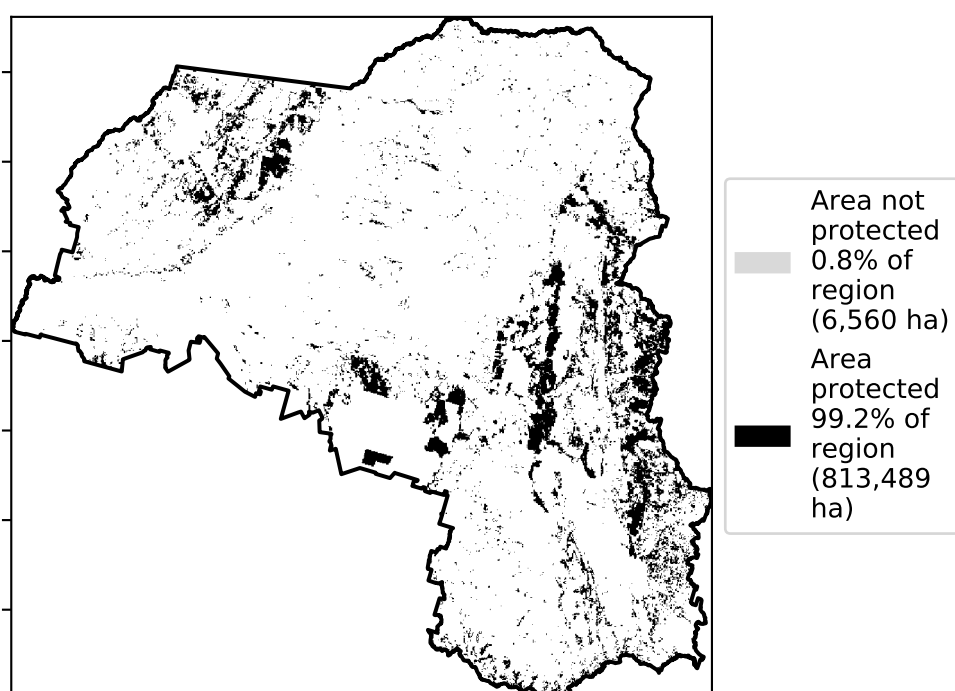 Area not
protected
0.8% of
region
(6,560 ha)
Area
protected
99.2% of
region
(813,489
ha)